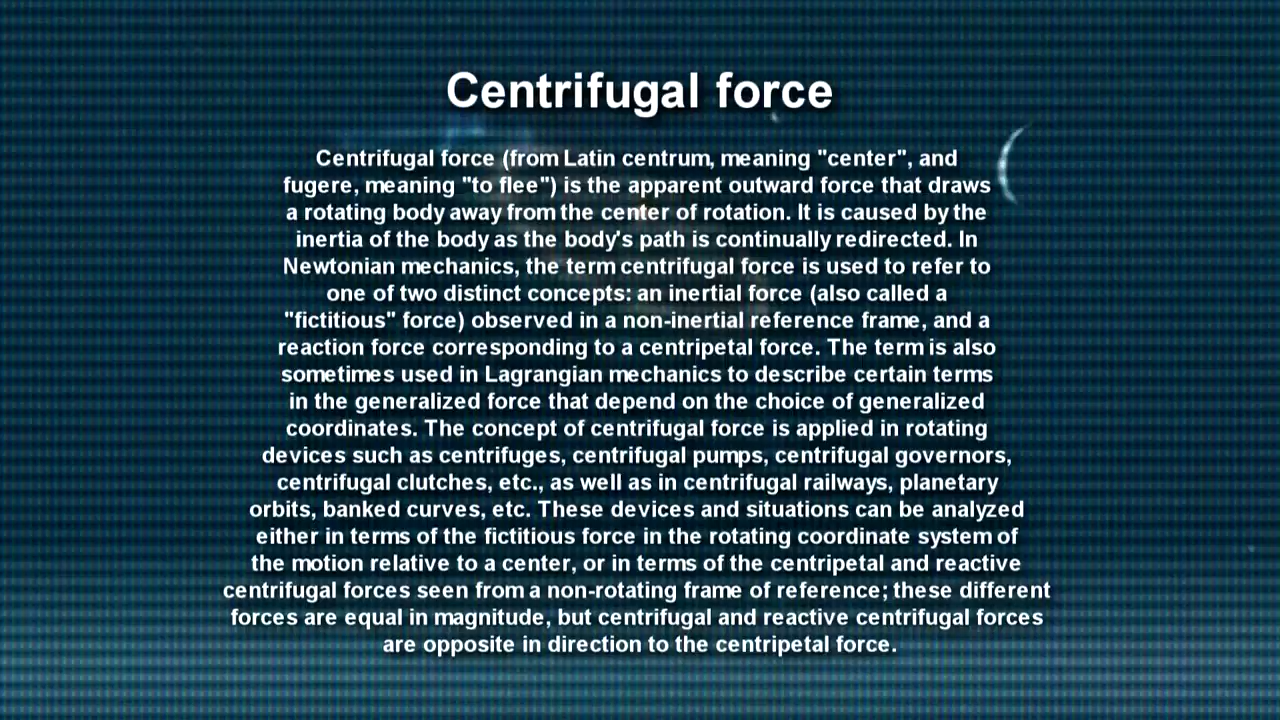 Centrifugal force
Centrifugal force (from Latin centrum, meaning "center", and
fugere, meaning "to flee") is the apparent outward force that draws
a rotating body away from the center of rotation. It is caused by the
inertia of the body as the body's path is continually redirected. In
Newtonian mechanics, the term centrifugal force is used to refer to
one of two distinct concepts: an inertial force (also called a
"fictitious" force) observed in a non-inertial reference frame, and a
reaction force corresponding to a centripetal force. The term is also
sometimes used in Lagrangian mechanics to describe certain terms
in the generalized force that depend on the choice of generalized
coordinates. The concept of centrifugal force is applied in rotating
devices such as centrifuges, centrifugal pumps, centrifugal governors,
centrifugal clutches, etc., as well as in centrifugal railways, planetary
orbits, banked curves, etc. These devices and situations can be analyzed
either in terms of the fictitious force in the rotating coordinate system of
the motion relative to a center, or in terms of the centripetal and reactive
centrifugal forces seen from a non-rotating frame of reference; these different
forces are equal in magnitude, but centrifugal and reactive centrifugal forces
are opposite in direction to the centripetal force.